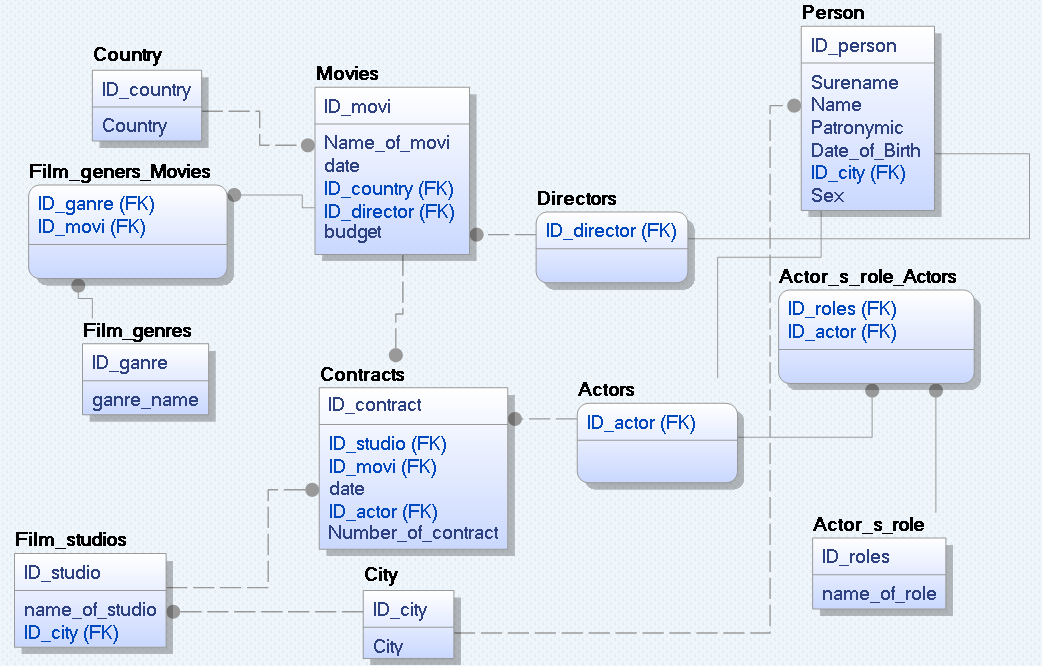 Person
ID_person
Surename
Name
Patronymic
Date_of_Birth
ID_city (FK)
Sex
Country
ID_country
Country
Movies
ID_movi
Name_of_movi
date
ID_country (FK)
ID_director (FK)
budget
Film_geners_Movies
ID_ganre (FK)
ID_movi (FK)
Directors
ID_director (FK)
Actor_s_role_Actors
ID_roles (FK)
ID_actor (FK)
Film_genres
ID_ganre
ganre_name
Contracts
ID_contract
ID_studio (FK)
ID_movi (FK)
date
ID_actor (FK)
Number_of_contract
Actors
ID_actor (FK)
Actor_s_role
ID_roles
name_of_role
Film_studios
ID_studio
name_of_studio
ID_city (FK)
City
ID_city
City